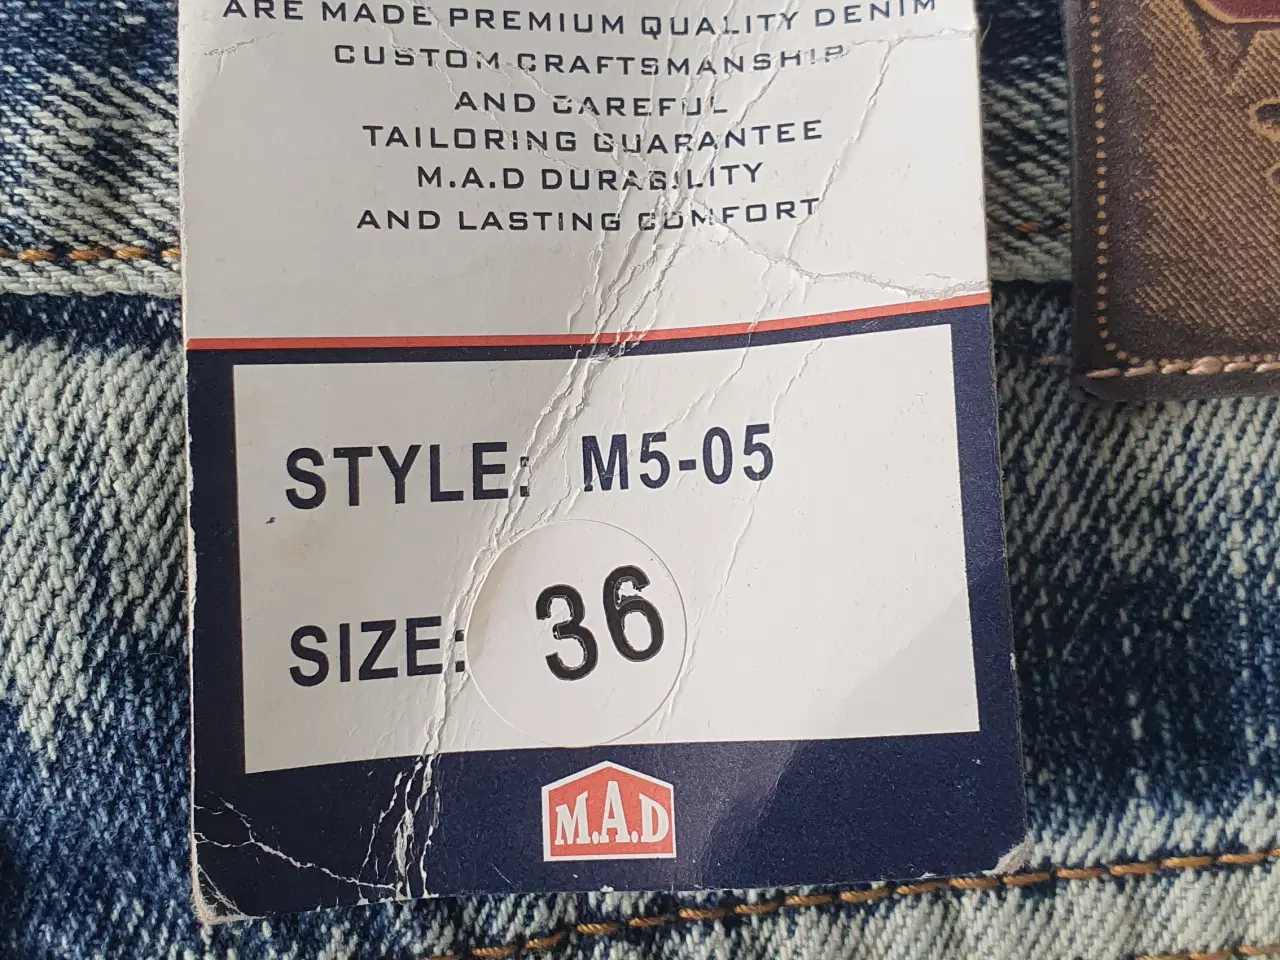 ARE MADE PREMIUM QUALITY DENIM
CUSTOM CRAFTSMANSHIP
AND CAREFUL
TAILORING GUARANTEE
M.A.D DURABILITY
AND LASTING COMFORT
STYLE: M5-05
SIZE: 36
M.A.D